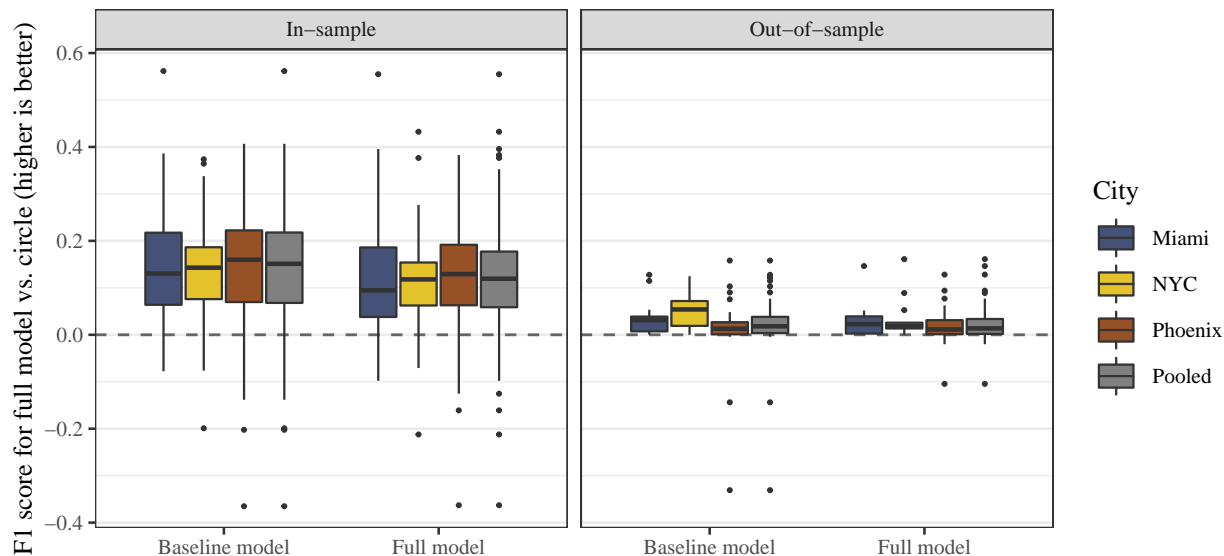 F1 score for full model vs. circle (higher is better)
In−sample
Out−of−sample
0.6
0.4
0.2
0.0
−0.2
−0.4
Baseline model
Full model
Baseline model
Full model
City
Miami
NYC
Phoenix
Pooled